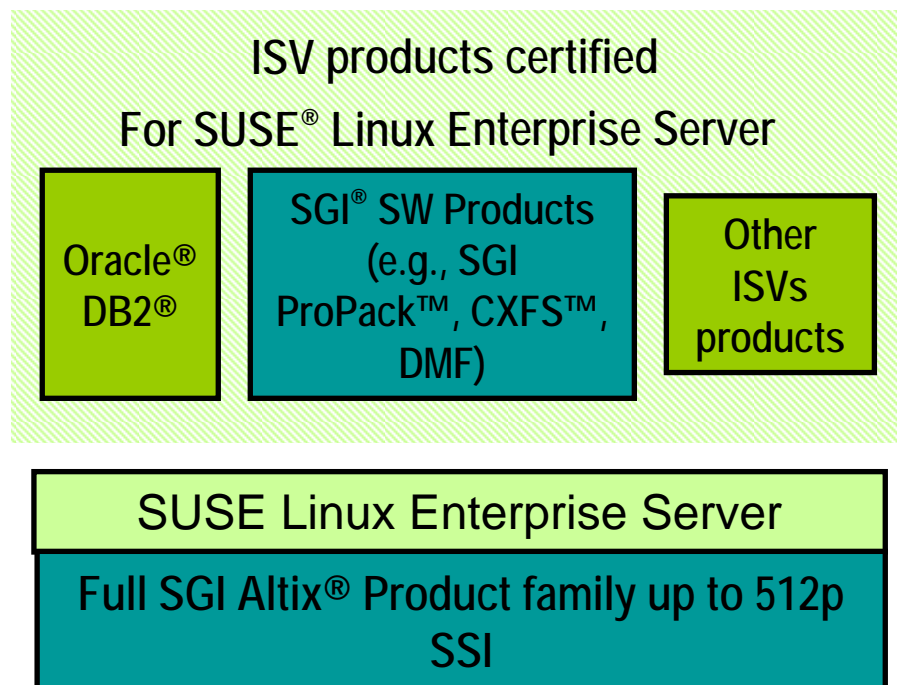 ISV products certified
For SUSE® Linux Enterprise Server
Oracle®
DB2®
SGI® SW Products
(e.g., SGI
ProPack™, CXFS™,
DMF)
Other
ISVs
products
SUSE Linux Enterprise Server
Full SGI Altix® Product family up to 512p
SSI